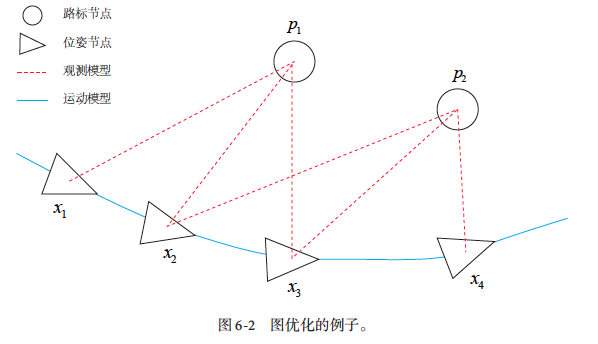 路标节点
位姿节点
观测模型
运动模型
p1
p2
x1
x2
x3
x4
图 6-2 图优化的例子。